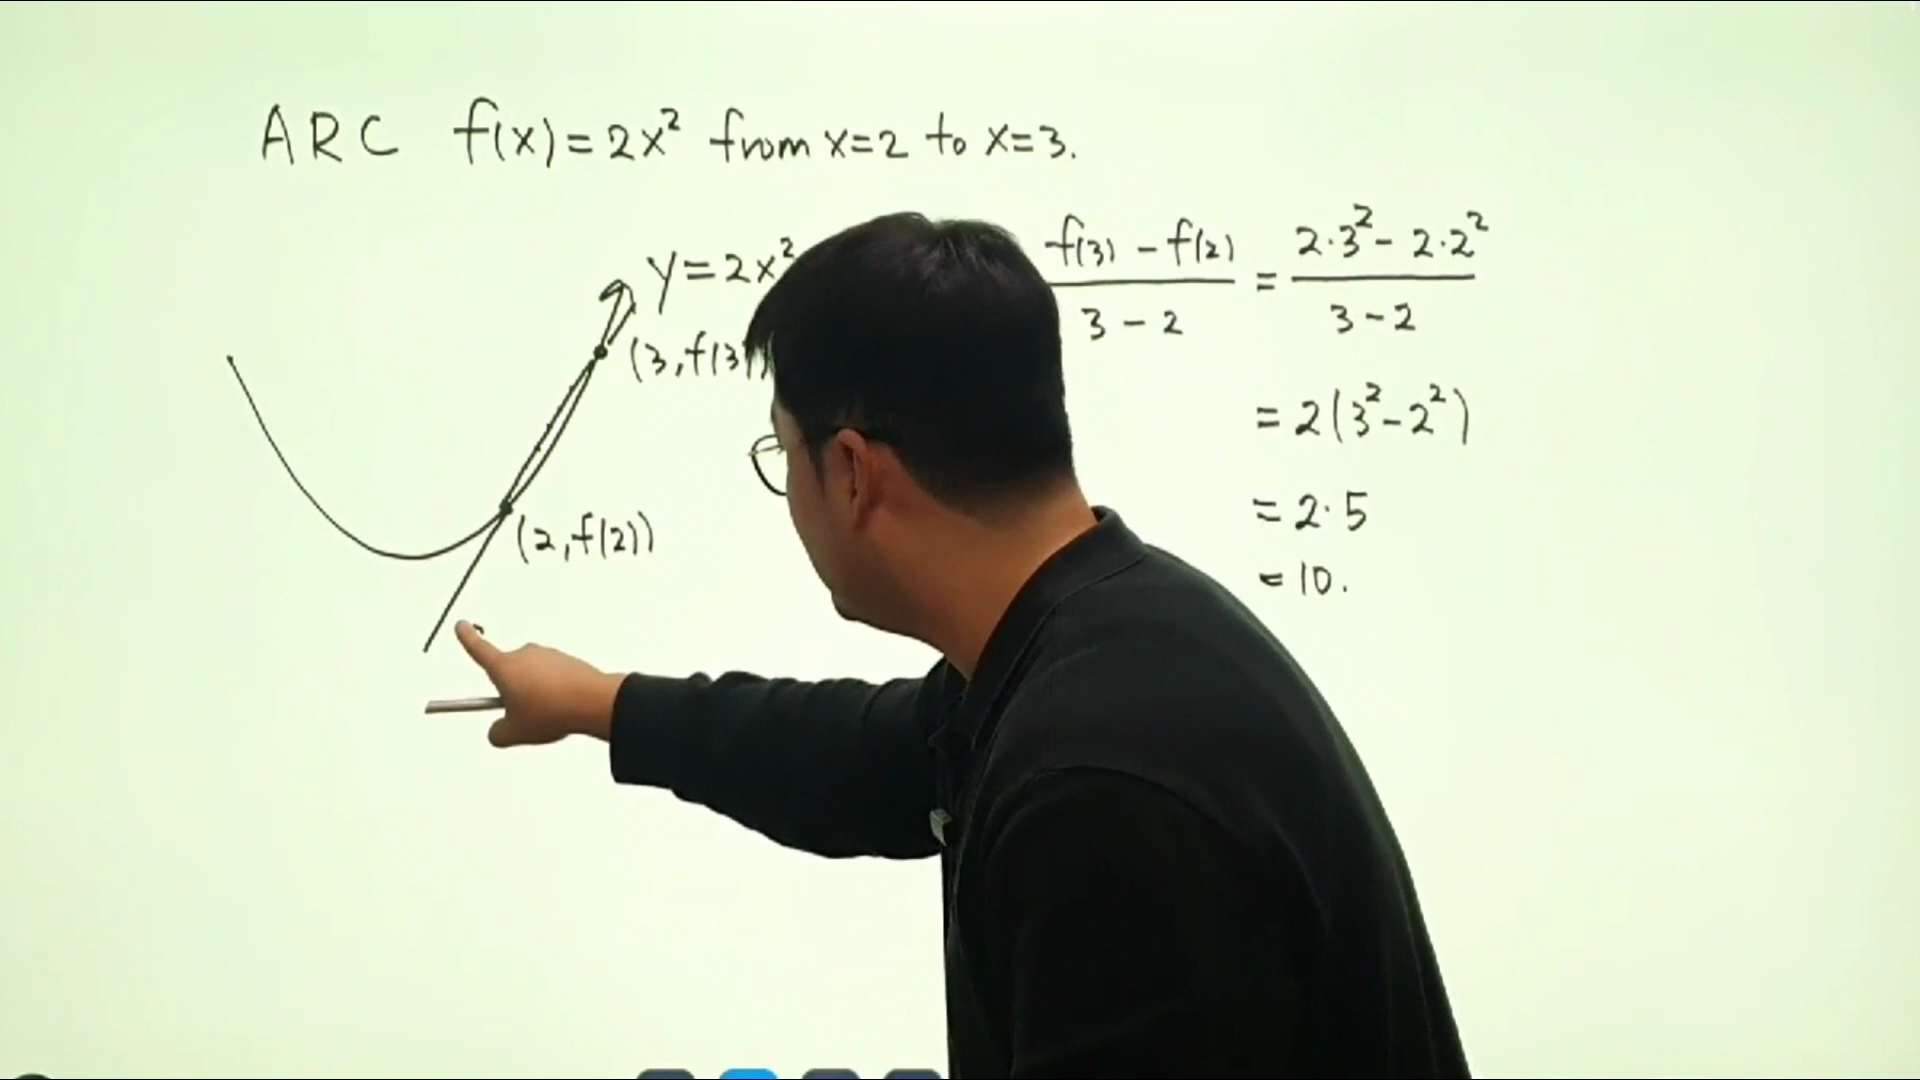 ARC f(x)=2x² from x=2 to x=3.
y=2x²
(3,f(3))
(2,f(2))
f(3) - f(2) / 3 - 2 = 2·3² - 2·2² / 3 - 2
= 2(3² - 2²)
= 2·5
= 10.